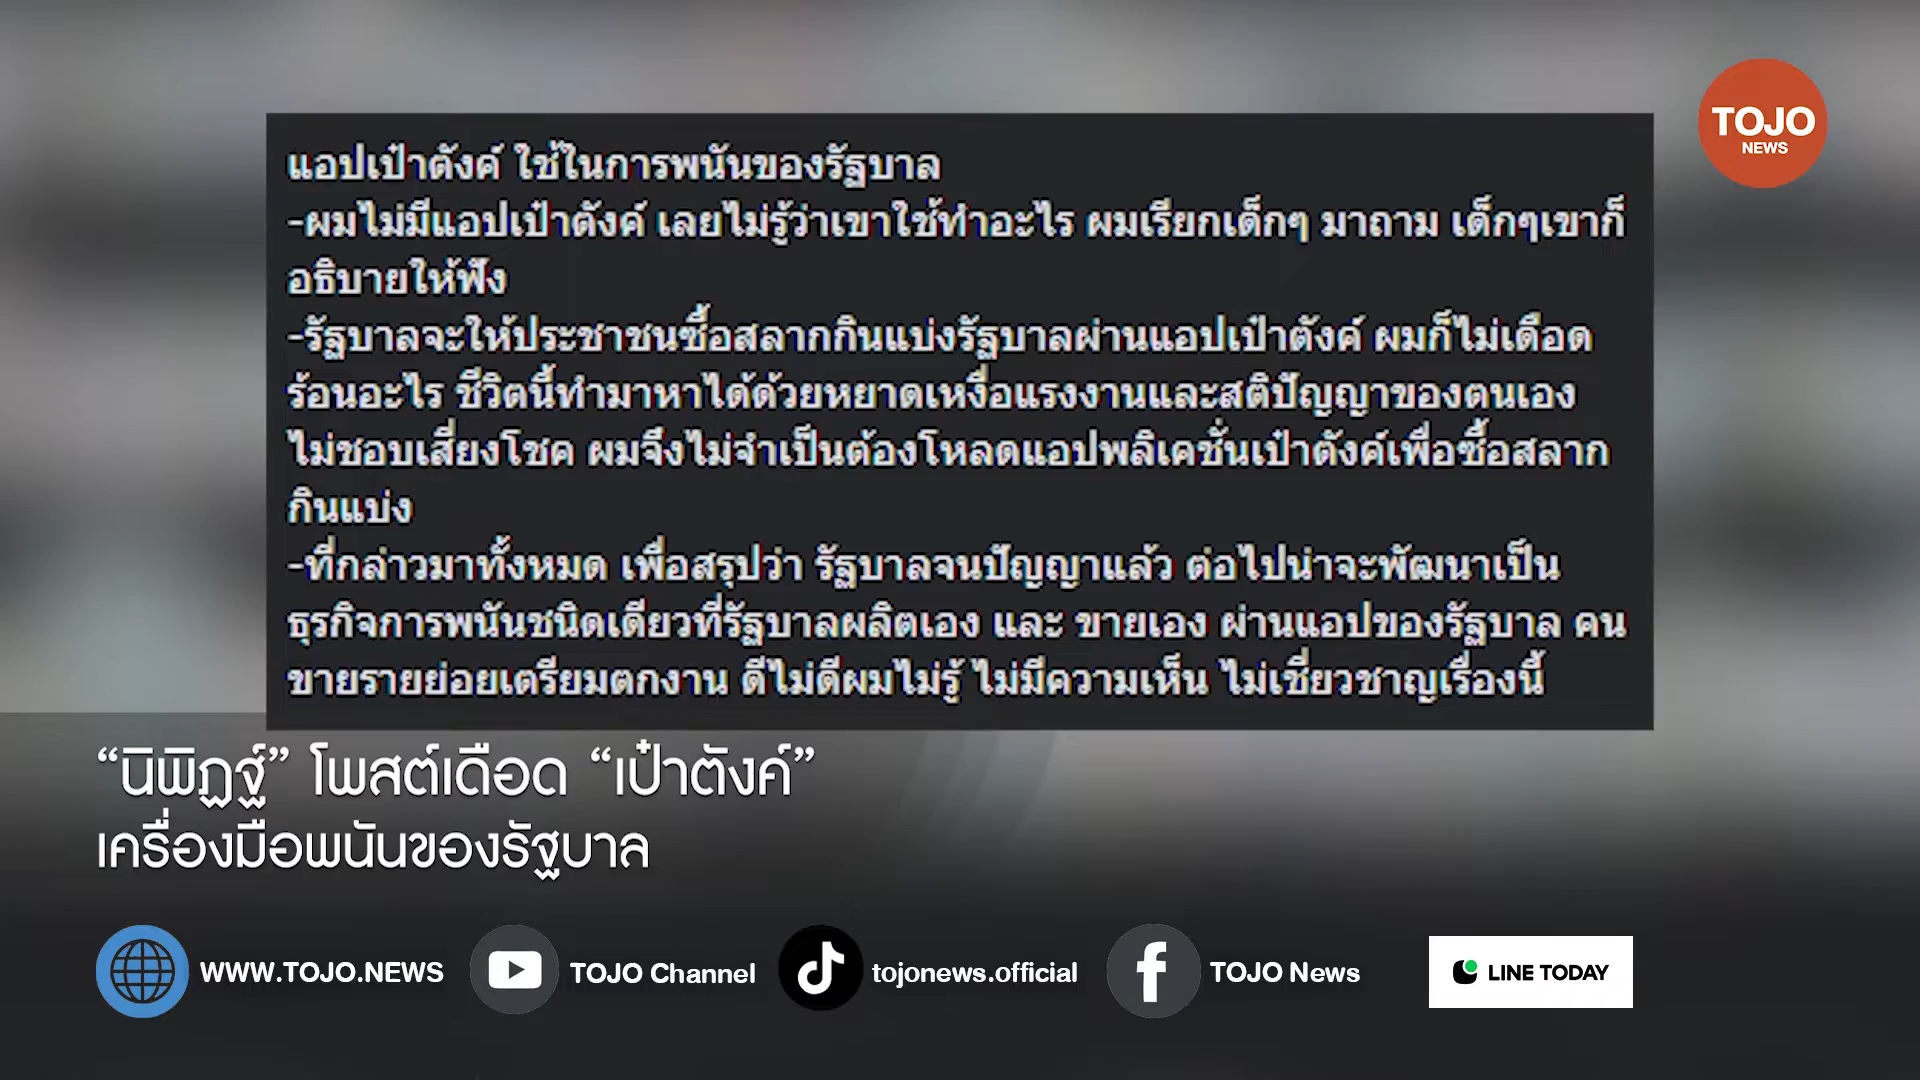 TOJO
NEWS
แอปเป๋าตังค์ ใช้ในการพนันของรัฐบาล
-ผมไม่มีแอปเป๋าตังค์ เลยไม่รู้ว่าเขาใช้ทำอะไร ผมเรียกเด็กๆ มาถาม เด็กๆเขาก็
อธิบายให้ฟัง
-รัฐบาลจะให้ประชาชนซื้อสลากกินแบ่งรัฐบาลผ่านแอปเป๋าตังค์ ผมก็ไม่เดือด
ร้อนอะไร ชีวิตนี้ทำมาหาได้ด้วยหยาดเหงื่อแรงงานและสติปัญญาของตนเอง
ไม่ชอบเสี่ยงโชค ผมจึงไม่จำเป็นต้องโหลดแอปพลิเคชั่นเป๋าตังค์เพื่อซื้อสลาก
กินแบ่ง
-ที่กล่าวมาทั้งหมด เพื่อสรุปว่า รัฐบาลจนปัญญาแล้ว ต่อไปน่าจะพัฒนาเป็น
ธุรกิจการพนันชนิดเดียวที่รัฐบาลผลิตเอง และ ขายเอง ผ่านแอปของรัฐบาล คน
ขายรายย่อยเตรียมตกงาน ดีไม่ดีผมไม่รู้ ไม่มีความเห็น ไม่เชี่ยวชาญเรื่องนี้
“นิพิฏฐ์” โพสต์เดือด “เป๋าตังค์”
เครื่องมือพนันของรัฐบาล
WWW.TOJO.NEWS
TOJO Channel
tojonews.official
TOJO News
LINE TODAY